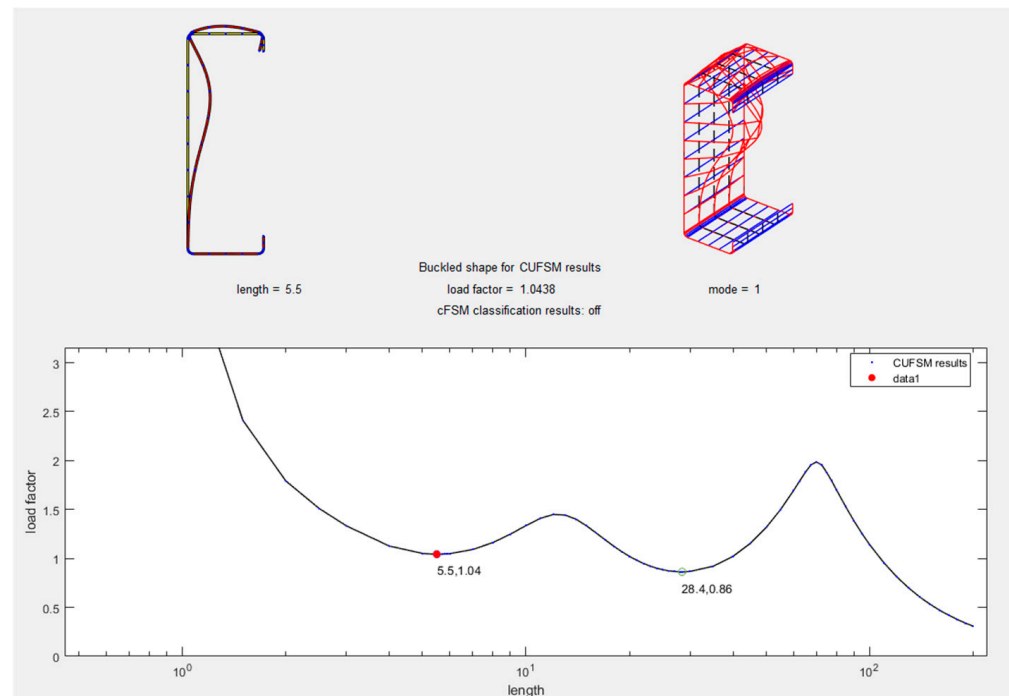 Buckled shape for CUFSM results
length = 5.5 load factor = 1.0438 mode = 1
cFSM classification results: off
3
2.5
2
1.5
1
0.5
0
load factor
CUFSM results
data1
5.5,1.04
28.4,0.86
10^0 10^1 10^2
length